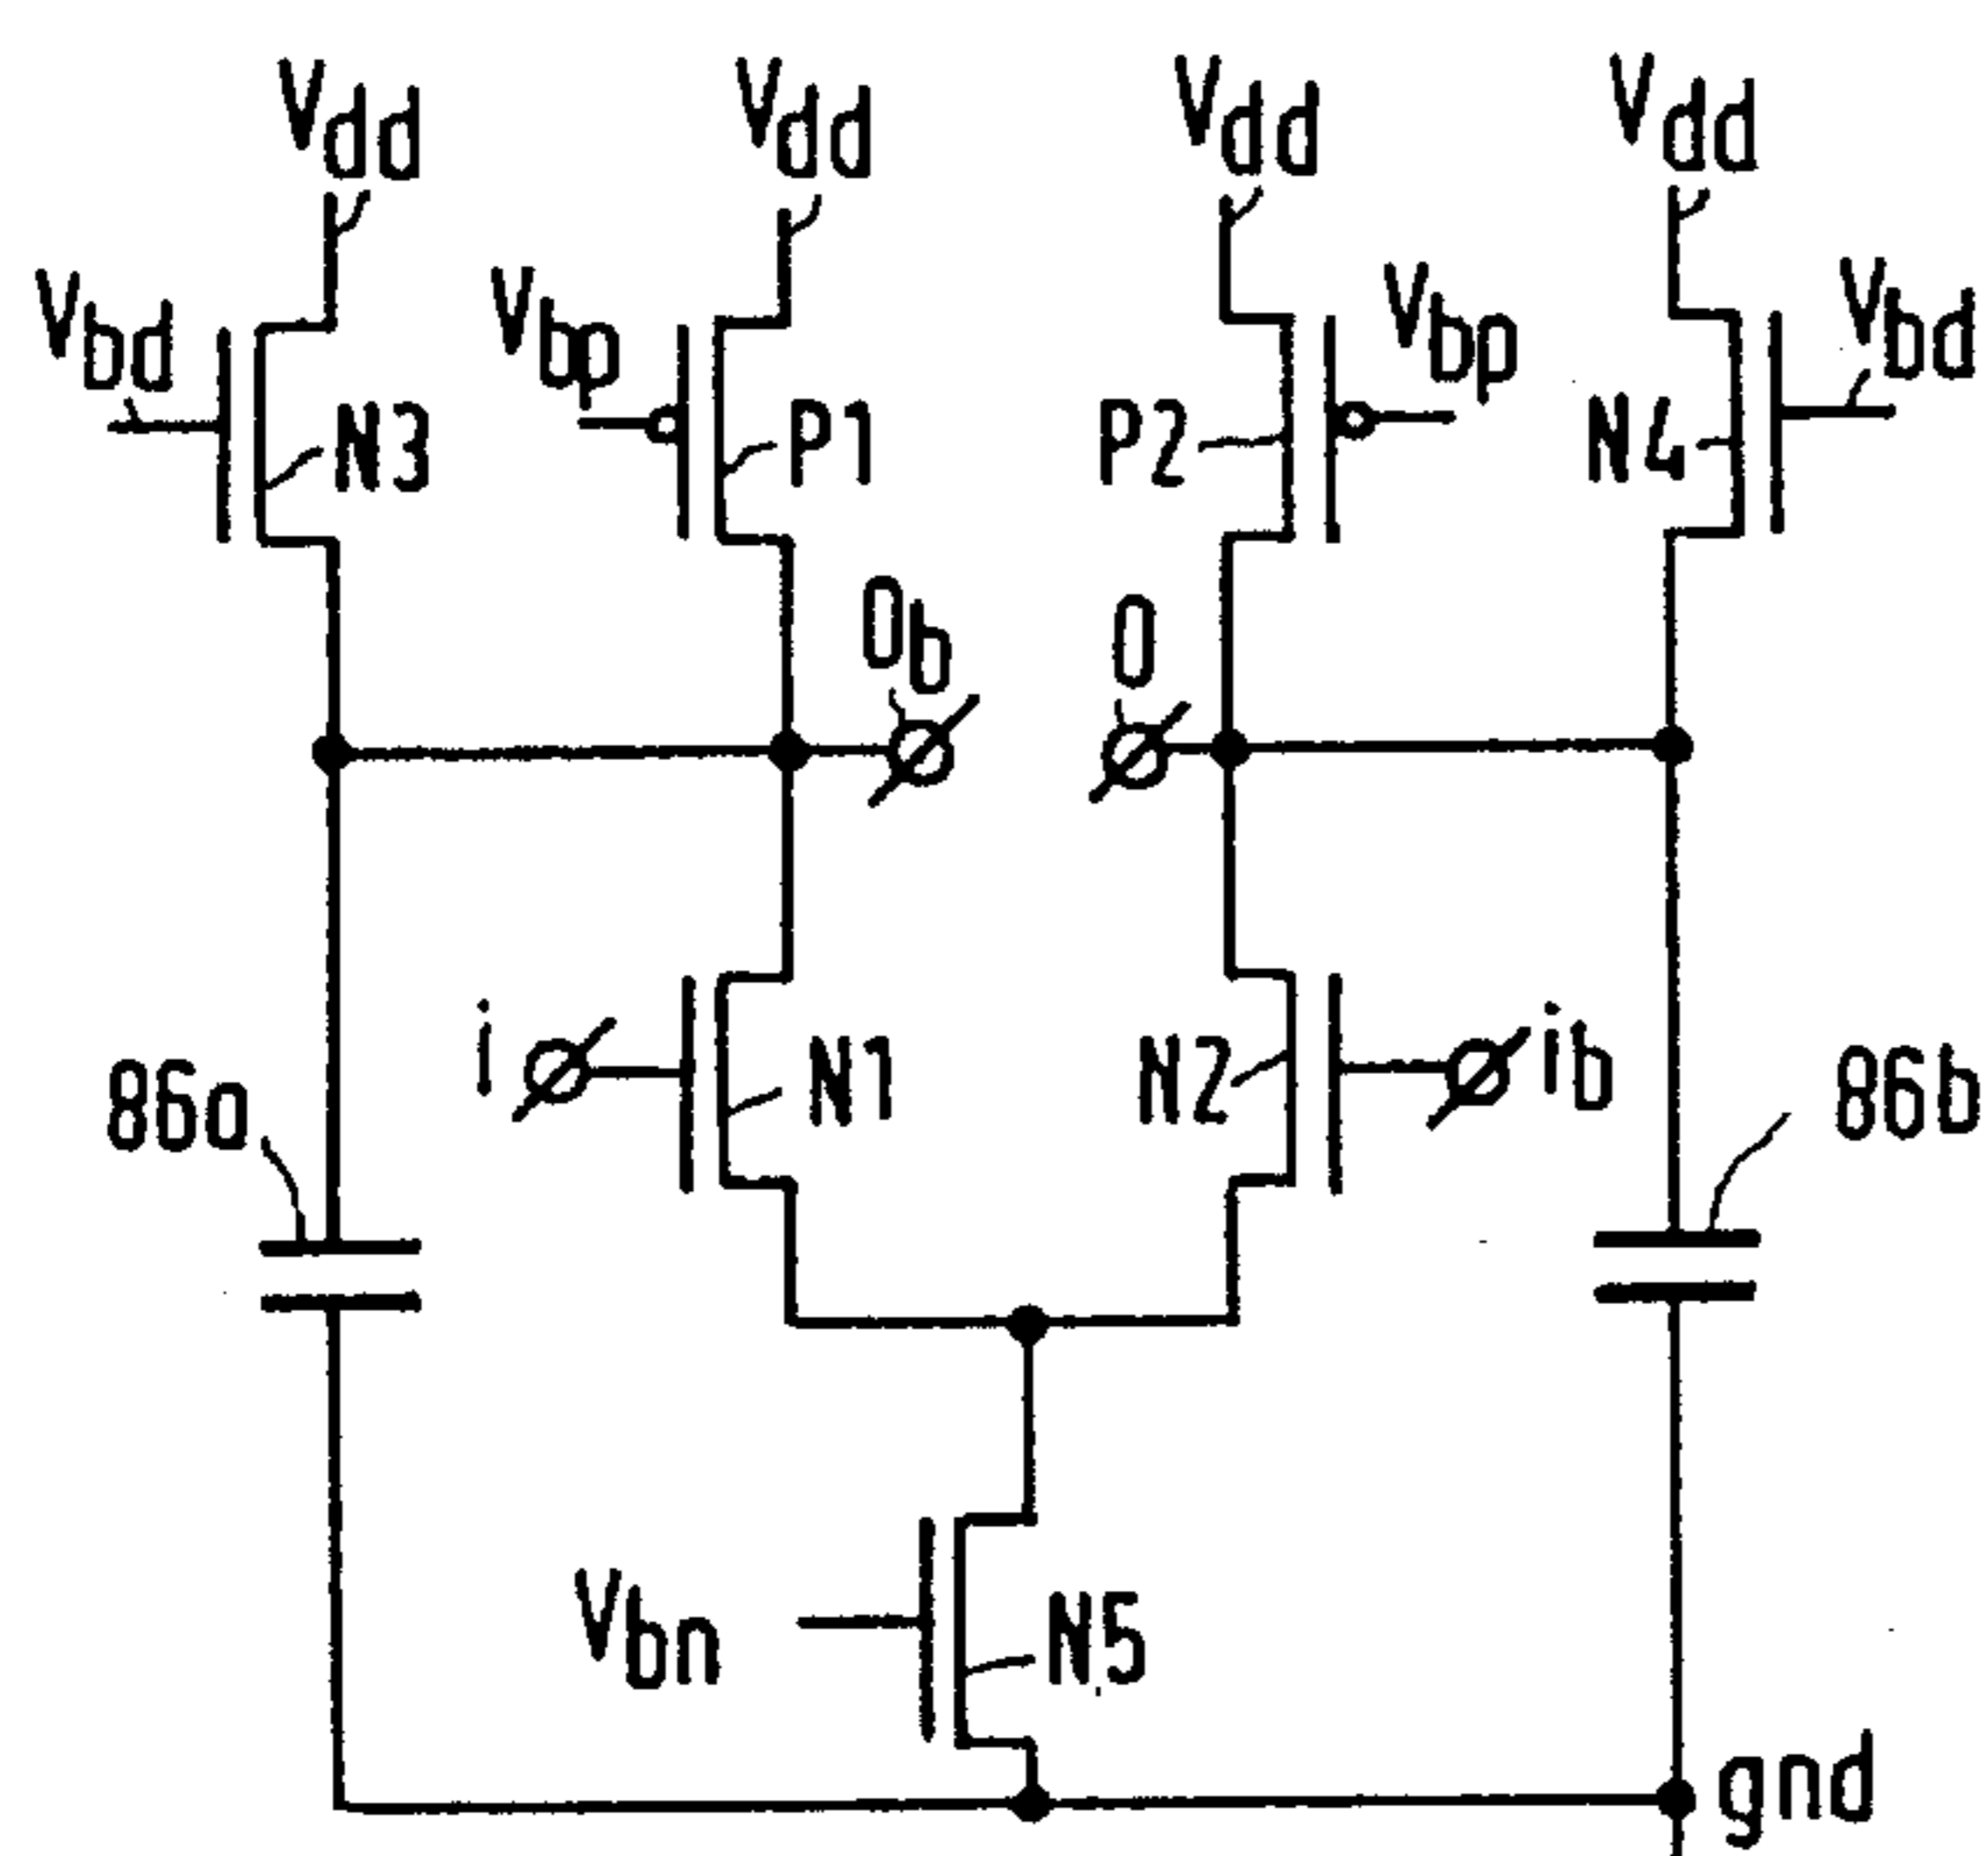 Vdd Vdd Vdd Vdd
Vbd Vbp Vbp Vbd
N3 P1 P2 N4
Ob O
i N1 N2 ib
86a 86b
Vbn N5
gnd